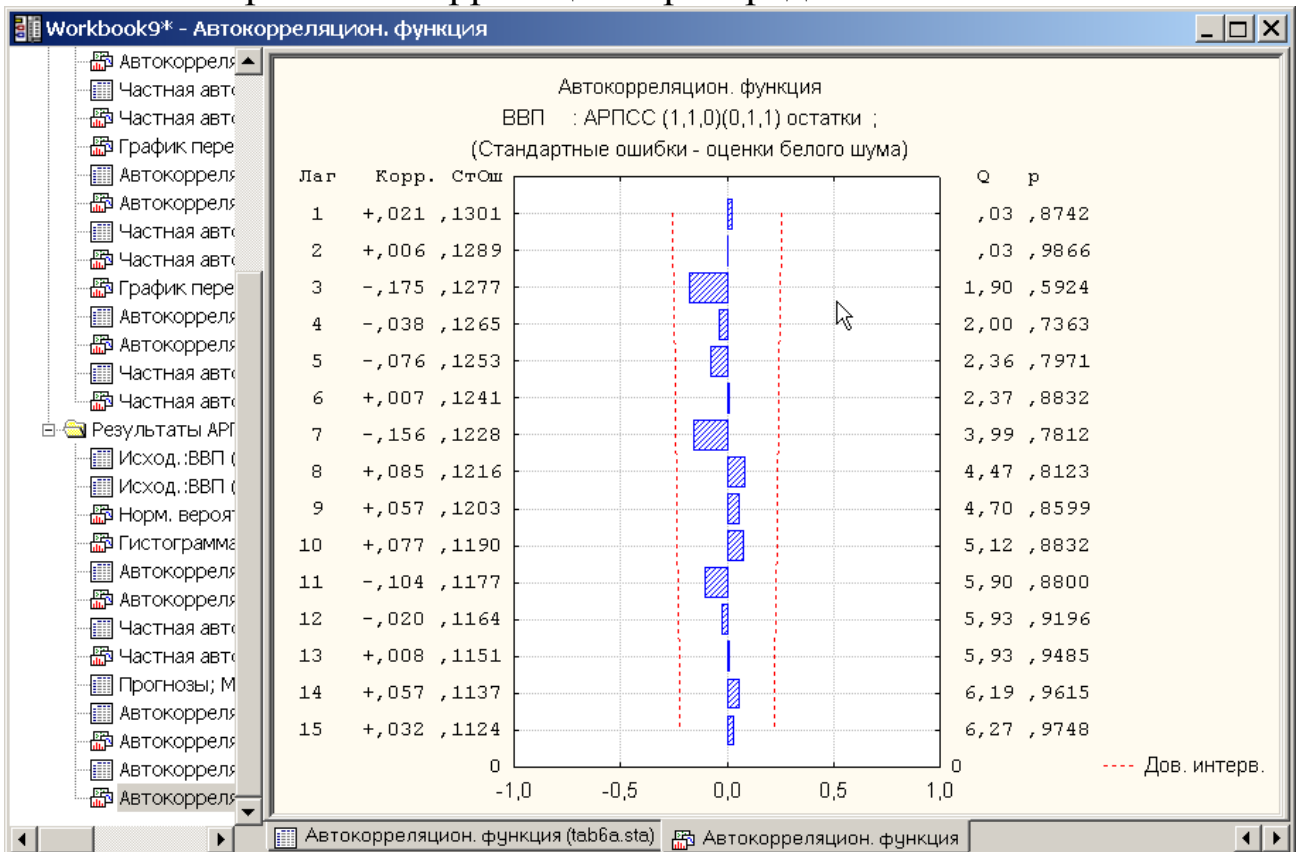 Workbook9* - Автокорреляцион. функция
Автокорреля
Частная авто
Частная авто
График пере
Автокорреля
Автокорреля
Частная авто
Частная авто
График пере
Автокорреля
Автокорреля
Частная авто
Частная авто
Результаты АРП
Исход.:ВВП (
Исход.:ВВП (
Норм. вероят
Гистограмма
Автокорреля
Автокорреля
Частная авто
Частная авто
Прогнозы; М
Автокорреля
Автокорреля
Автокорреля
Автокорреля
Автокорреляцион. функция
ВВП : АРПСС (1,1,0)(0,1,1) остатки ;
(Стандартные ошибки - оценки белого шума)
Лаг Корр. СтОш Q p
1 +,021 ,1301 ,03 ,8742
2 +,006 ,1289 ,03 ,9866
3 -,175 ,1277 1,90 ,5924
4 -,038 ,1265 2,00 ,7363
5 -,076 ,1253 2,36 ,7971
6 +,007 ,1241 2,37 ,8832
7 -,156 ,1228 3,99 ,7812
8 +,085 ,1216 4,47 ,8123
9 +,057 ,1203 4,70 ,8599
10 +,077 ,1190 5,12 ,8832
11 -,104 ,1177 5,90 ,8800
12 -,020 ,1164 5,93 ,9196
13 +,008 ,1151 5,93 ,9485
14 +,057 ,1137 6,19 ,9615
15 +,032 ,1124 6,27 ,9748
0 0
-1,0 -0,5 0,0 0,5 1,0
Дов. интерв.
Автокорреляцион. функция (tab6a.sta) Автокорреляцион. функция